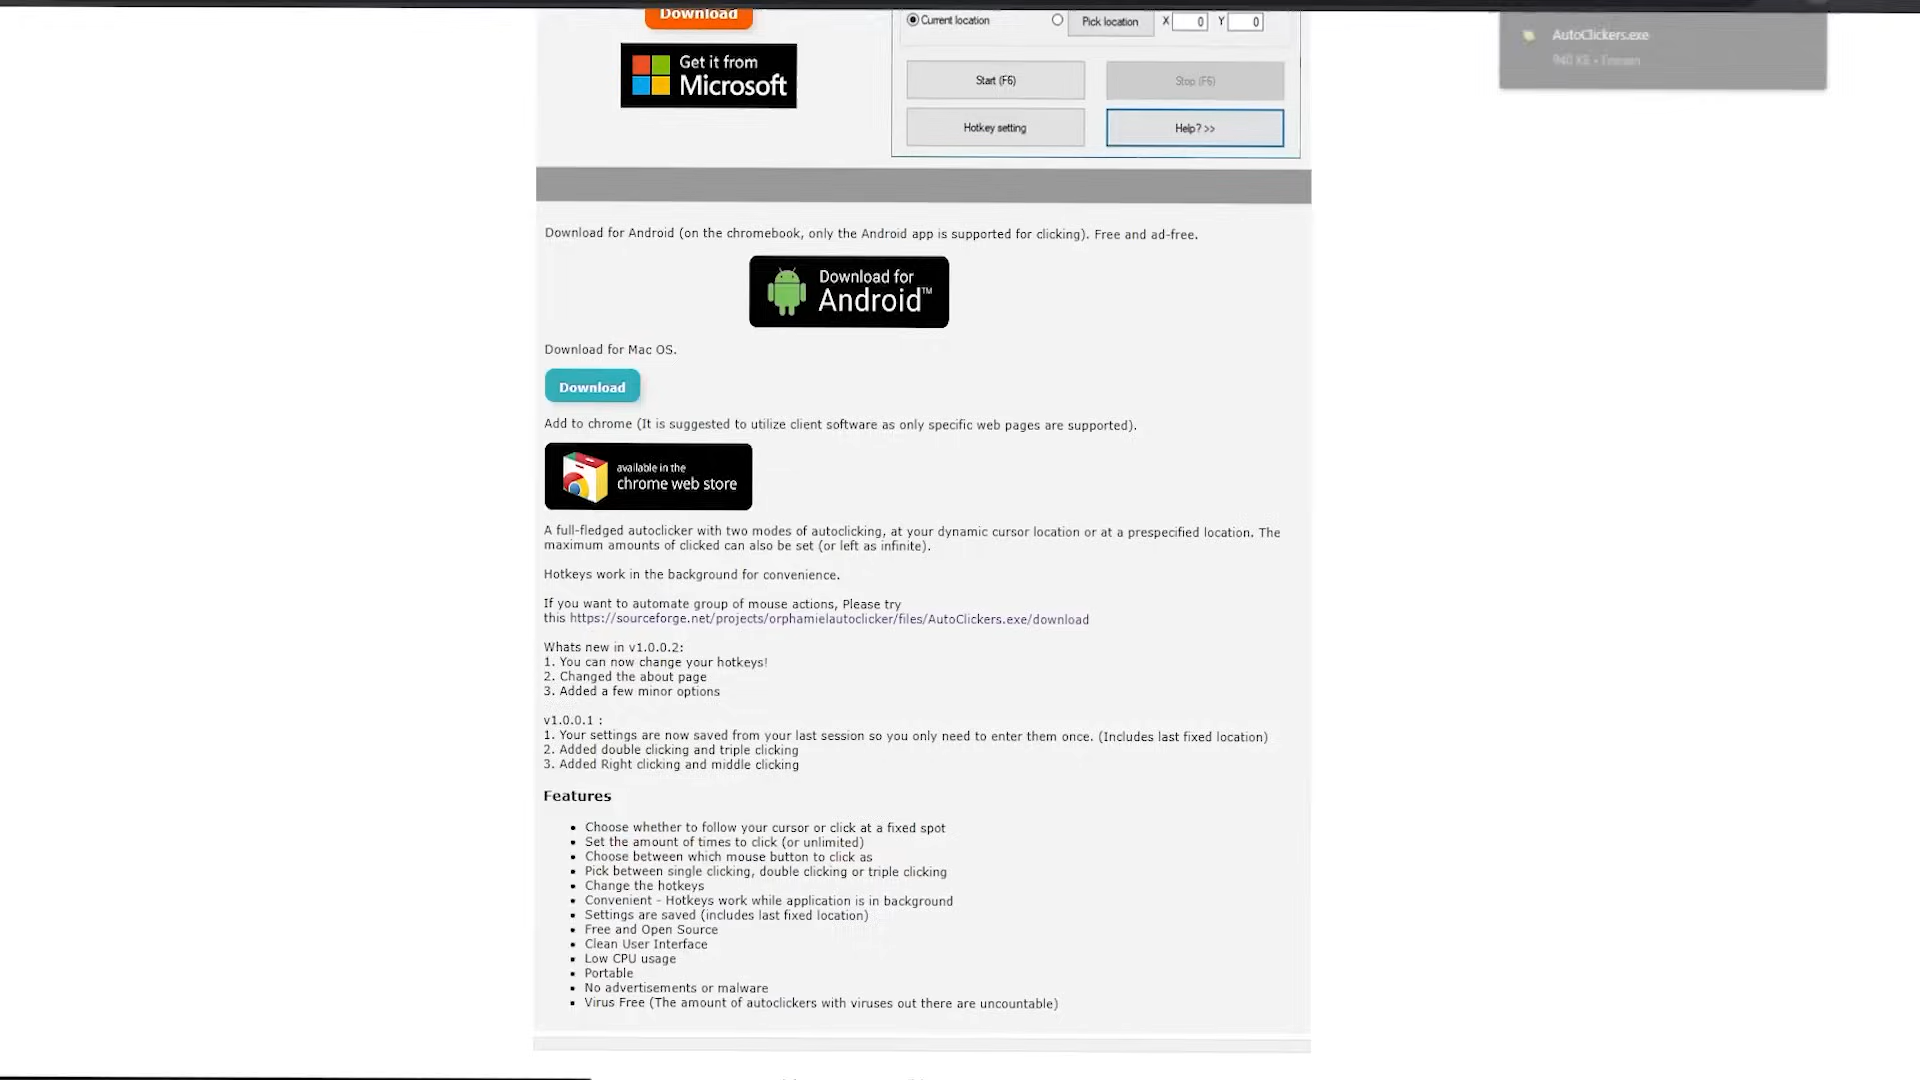 Download
Current location
Pick location
X
0
Y
0
AutoClickers.exe
Get it from
Microsoft
940 КБ •
Start (F6)
Stop (F6)
Hotkey setting
Help? >>
Download for Android (on the chromebook, only the Android app is supported for clicking). Free and ad-free.
Download for
Android™
Download for Mac OS.
Download
Add to chrome (It is suggested to utilize client software as only specific web pages are supported).
available in the
chrome web store
A full-fledged autoclicker with two modes of autoclicking, at your dynamic cursor location or at a prespecified location. The
maximum amounts of clicked can also be set (or left as infinite).
Hotkeys work in the background for convenience.
If you want to automate group of mouse actions, Please try
this https://sourceforge.net/projects/orphamielautoclicker/files/AutoClickers.exe/download
Whats new in v1.0.0.2:
1. You can now change your hotkeys!
2. Changed the about page
3. Added a few minor options
v1.0.0.1 :
1. Your settings are now saved from your last session so you only need to enter them once. (Includes last fixed location)
2. Added double clicking and triple clicking
3. Added Right clicking and middle clicking
Features
• Choose whether to follow your cursor or click at a fixed spot
• Set the amount of times to click (or unlimited)
• Choose between which mouse button to click as
• Pick between single clicking, double clicking or triple clicking
• Change the hotkeys
• Convenient - Hotkeys work while application is in background
• Settings are saved (includes last fixed location)
• Free and Open Source
• Clean User Interface
• Low CPU usage
• Portable
• No advertisements or malware
• Virus Free (The amount of autoclickers with viruses out there are uncountable)